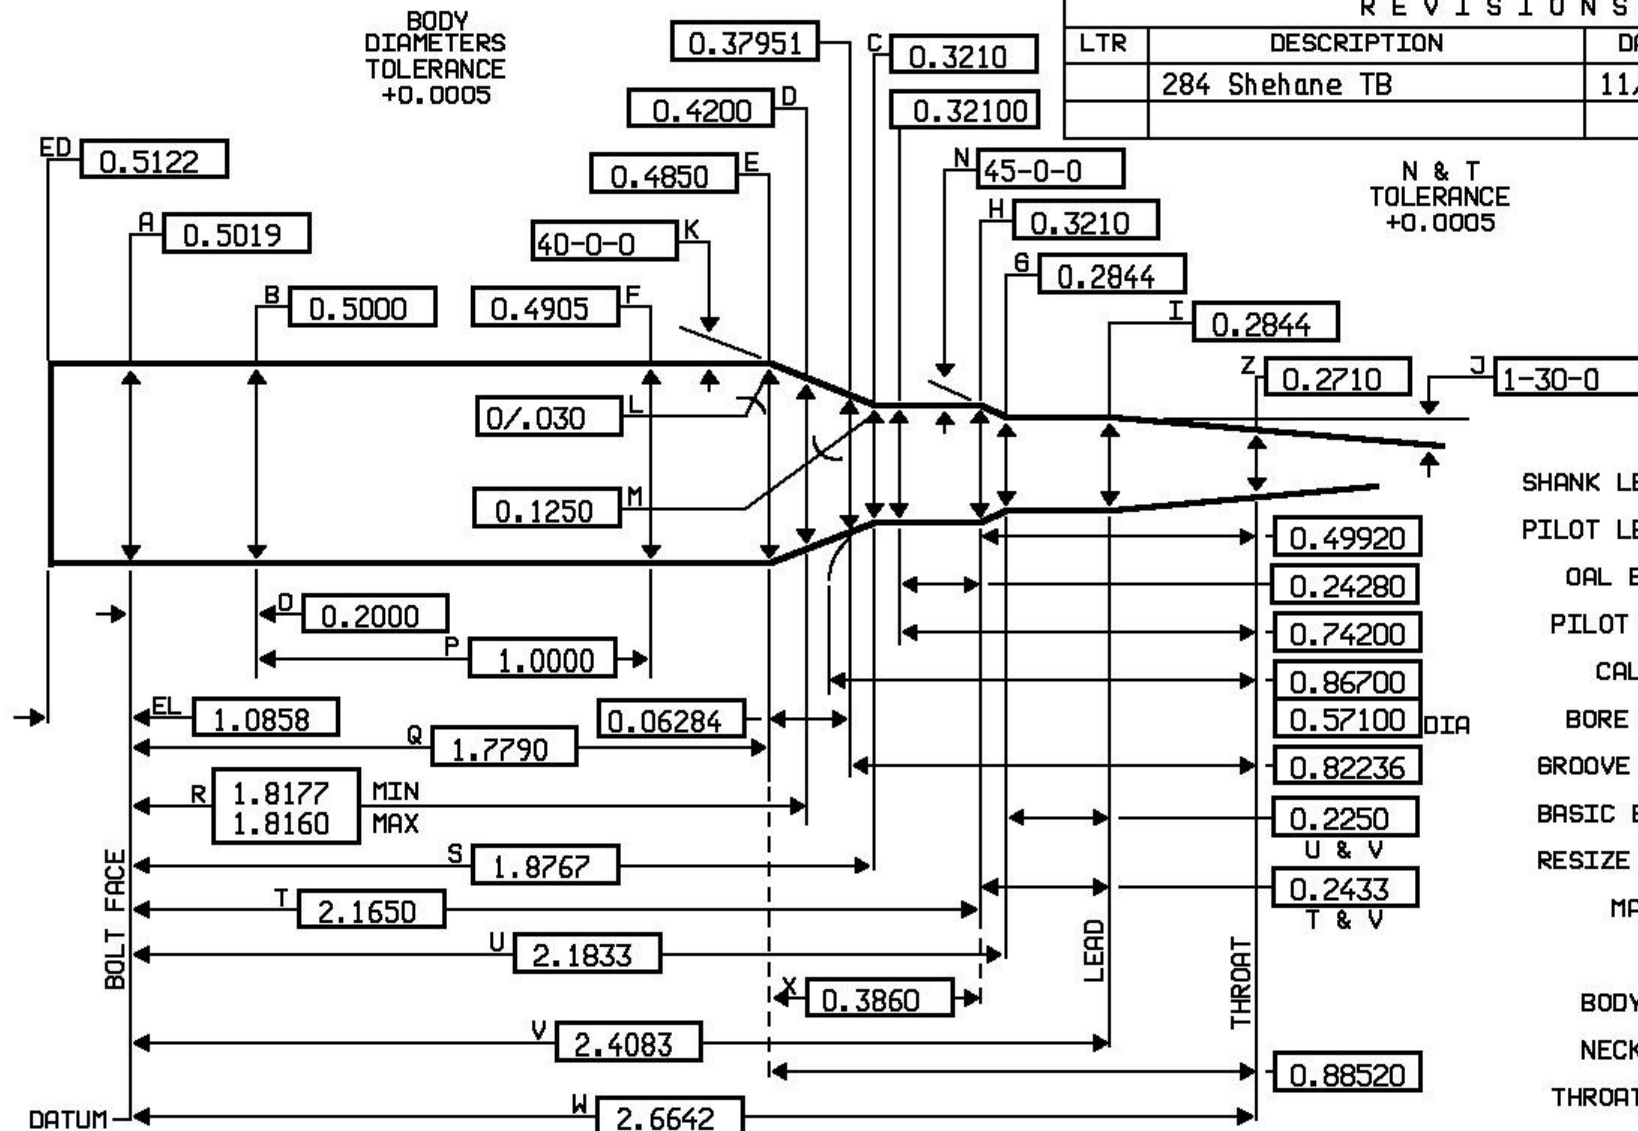 REVISIONS
LTR DESCRIPTION
284 Shehane TB 11/
BODY
DIAMETERS
TOLERANCE
+0.0005
0.37951
C 0.3210
0.4200 D
0.32100
ED 0.5122
0.4850 E
N 45-0-0
N & T
TOLERANCE
+0.0005
A 0.5019
40-0-0 K
H 0.3210
G 0.2844
B 0.5000
0.4905 F
I 0.2844
Z 0.2710
J 1-30-0
0/.030 L
0.1250 M
SHANK
0.49920
PILOT
0.24280
OAL
O 0.2000
0.74200
PILOT
P 1.0000
0.86700
CAL
EL 1.0858
0.06284
0.57100 DIA
BORE
Q 1.7790
0.82236
GROOVE
R 1.8177 MIN
1.8160 MAX
0.2250
U & V
BASIC
S 1.8767
RESIZE
0.2433
T & V
T 2.1650
U 2.1833
X 0.3860
BODY
V 2.4083
NECK
0.88520
THROAT
W 2.6642
DATUM
BOLT FACE
LEAD
THROAT